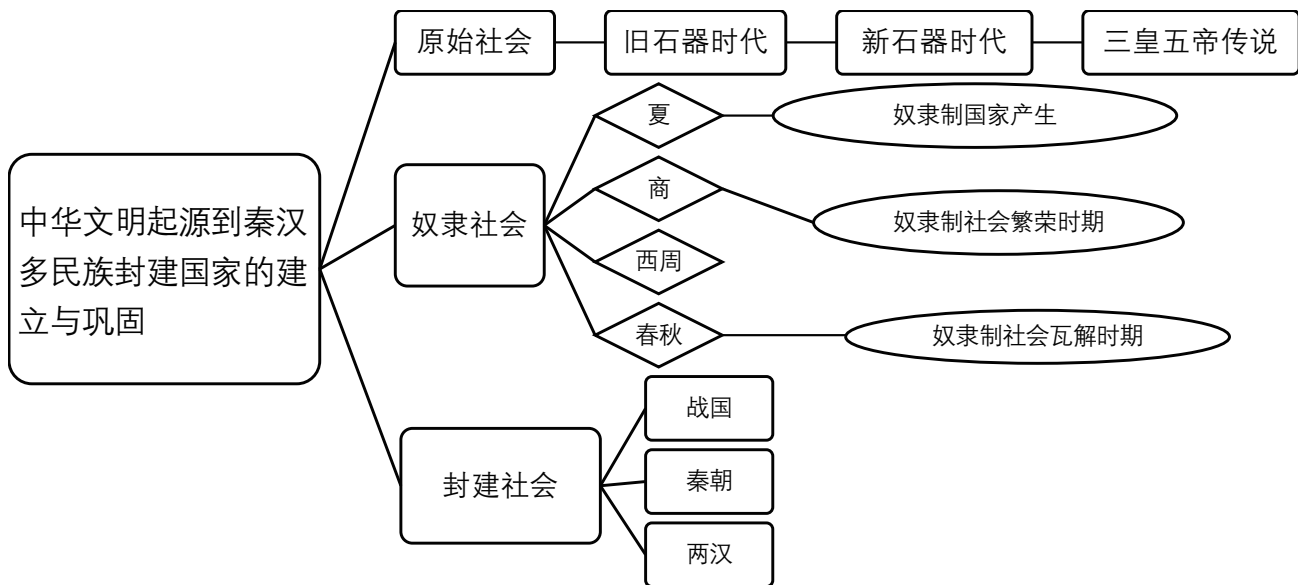 原始社会
旧石器时代
新石器时代
三皇五帝传说
夏
奴隶制国家产生
中华文明起源到秦汉
多民族封建国家的建
立与巩固
奴隶社会
商
奴隶制社会繁荣时期
西周
春秋
奴隶制社会瓦解时期
封建社会
战国
秦朝
两汉